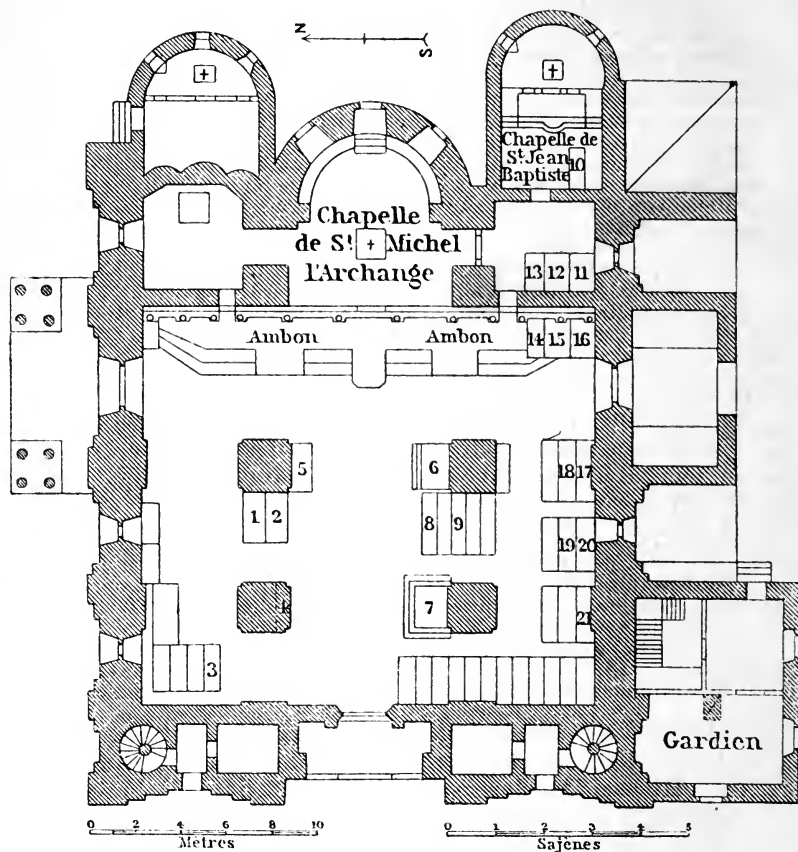 N S
Chapelle de
St. Jean
Baptiste
10
Chapelle
de St. Michel
l'Archange
13 12 11
Ambon
Ambon
14 15 16
5
6
18 17
1 2
8 9
19 20
4
7
21
3
Gardien
0 2 4 6 8 10
Mètres
0 1 2 3 4 5
Sajènes